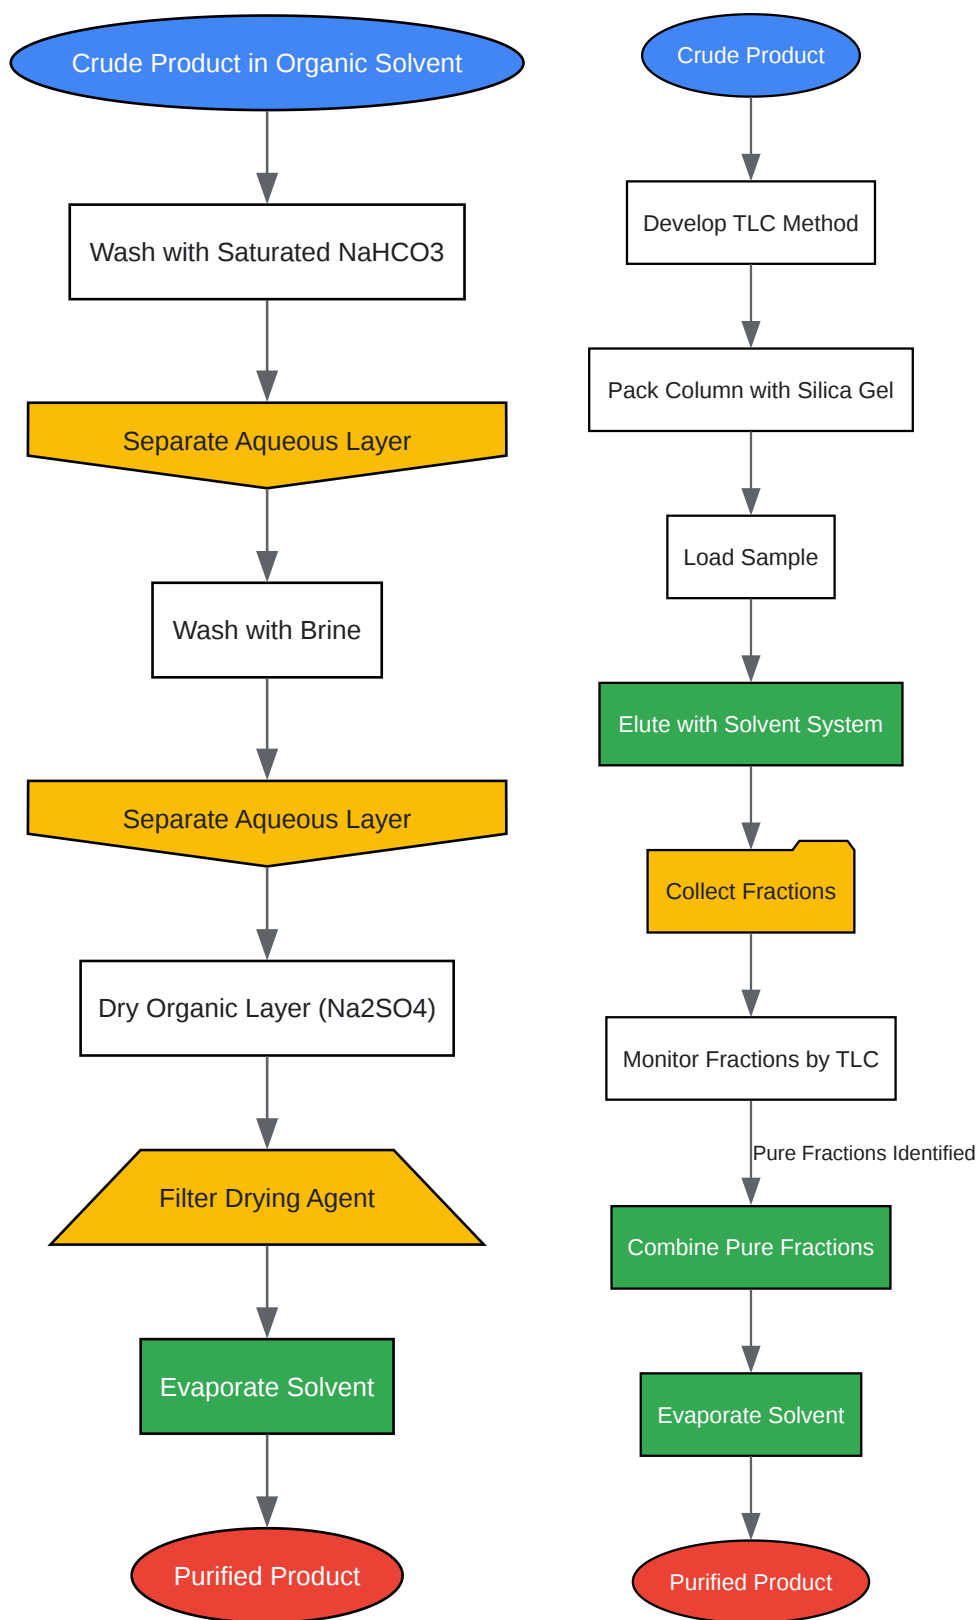 Crude Product in Organic Solvent
Wash with Saturated NaHCO3
Separate Aqueous Layer
Wash with Brine
Separate Aqueous Layer
Dry Organic Layer (Na2SO4)
Filter Drying Agent
Evaporate Solvent
Purified Product
Crude Product
Develop TLC Method
Pack Column with Silica Gel
Load Sample
Elute with Solvent System
Collect Fractions
Monitor Fractions by TLC
Pure Fractions Identified
Combine Pure Fractions
Evaporate Solvent
Purified Product